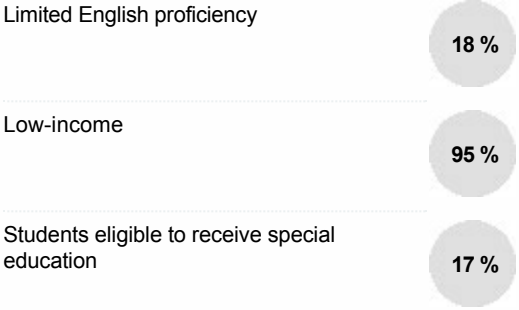 Limited English proficiency
18 %
Low-income
95 %
Students eligible to receive special
education
17 %